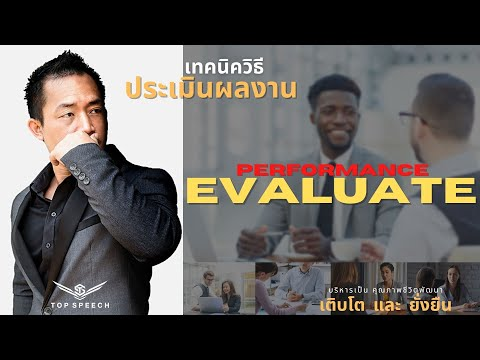 เทคนิควิธี
ประเมินผลงาน
PERFORMANCE
EVALUATE
TOP SPEECH
บริหารเป็น คุณภาพชีวิตพัฒนา
เติบโต และ ยั่งยืน